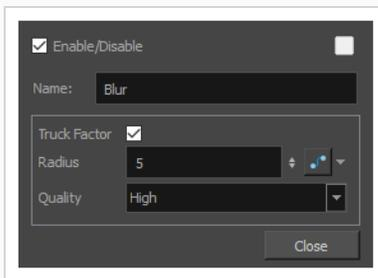 Enable/Disable
Name: Blur
Truck Factor
Radius 5
Quality High
Close